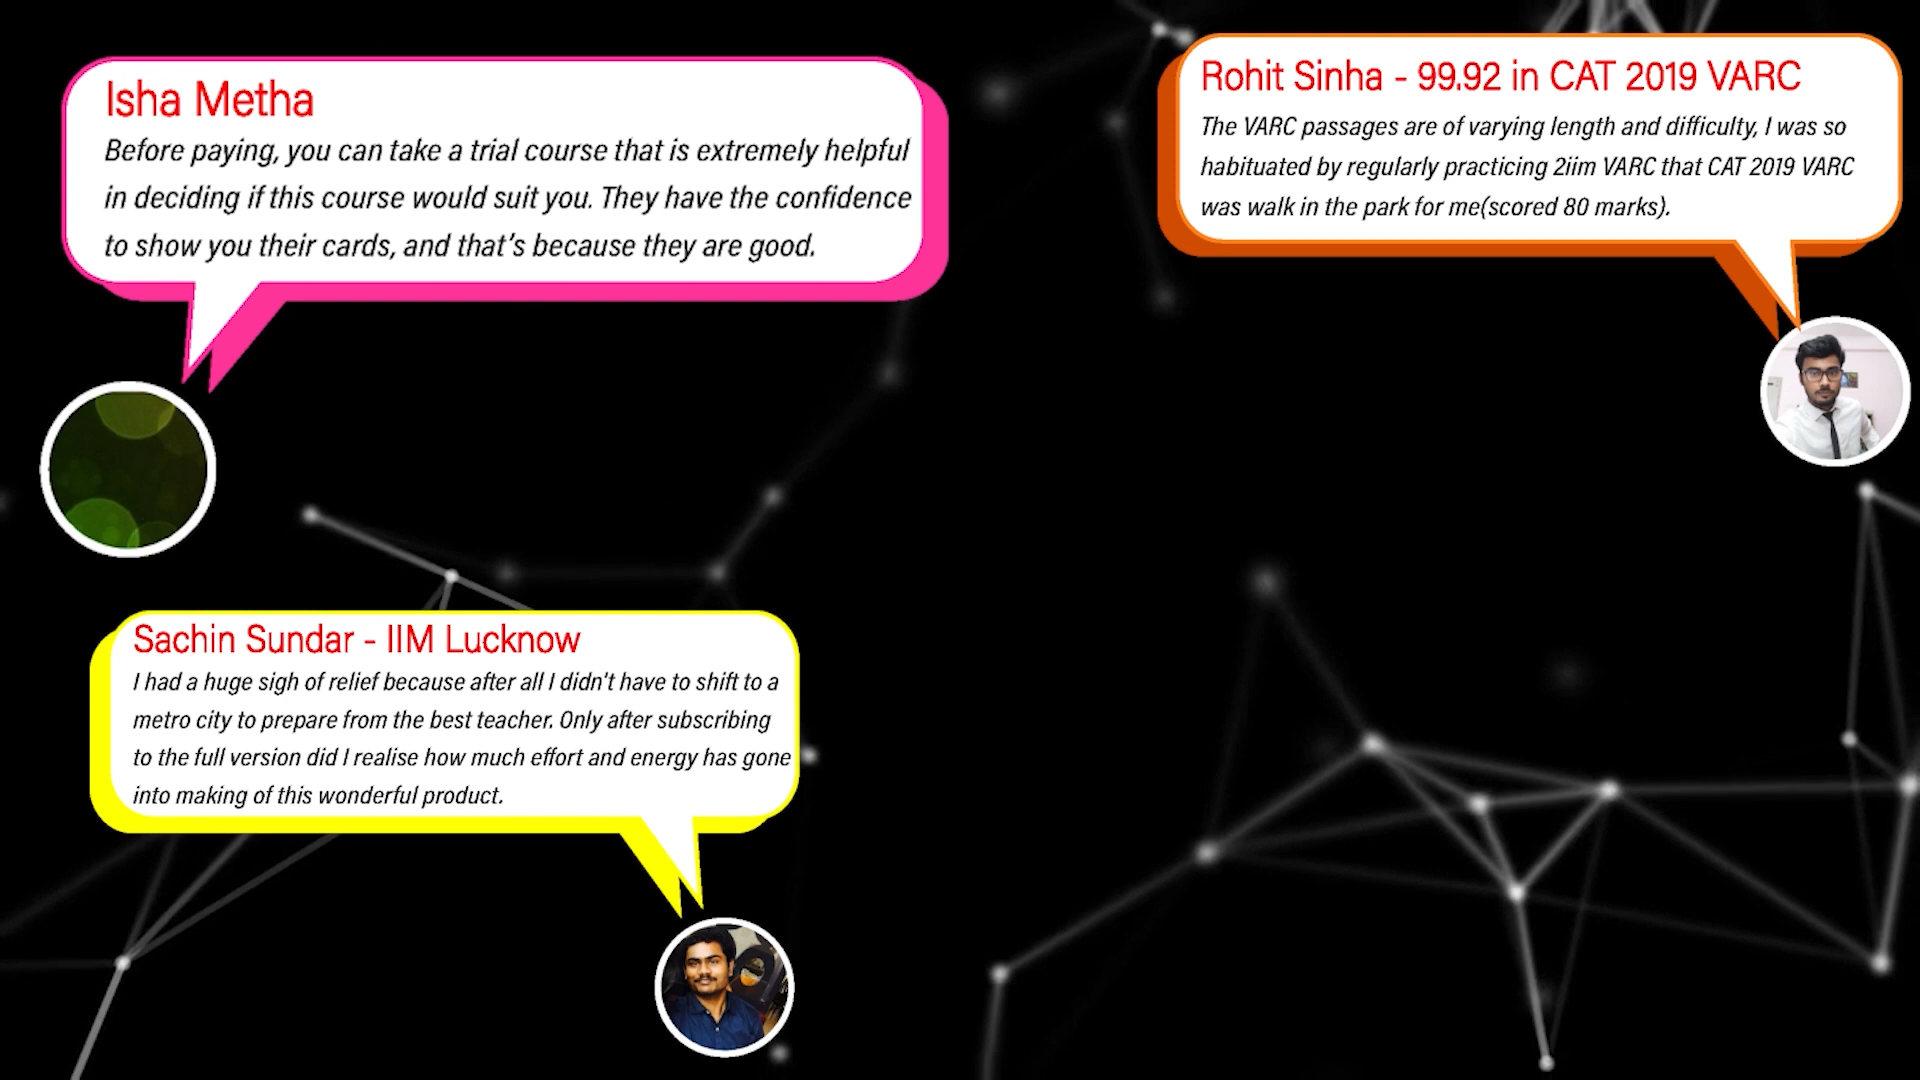 Isha Metha
Before paying, you can take a trial course that is extremely helpful
in deciding if this course would suit you. They have the confidence
to show you their cards, and that's because they are good.
Rohit Sinha - 99.92 in CAT 2019 VARC
The VARC passages are of varying length and difficulty, I was so
habituated by regularly practicing 2iim VARC that CAT 2019 VARC
was walk in the park for me(scored 80 marks).
Sachin Sundar - IIM Lucknow
I had a huge sigh of relief because after all I didn't have to shift to a
metro city to prepare from the best teacher. Only after subscribing
to the full version did I realise how much effort and energy has gone
into making of this wonderful product.